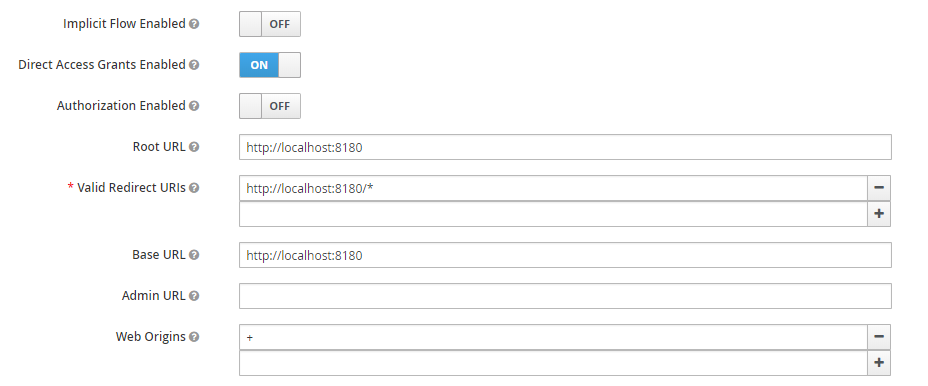 Implicit Flow Enabled OFF
Direct Access Grants Enabled ON
Authorization Enabled OFF
Root URL http://localhost:8180
* Valid Redirect URIs http://localhost:8180/*
Base URL http://localhost:8180
Admin URL
Web Origins +